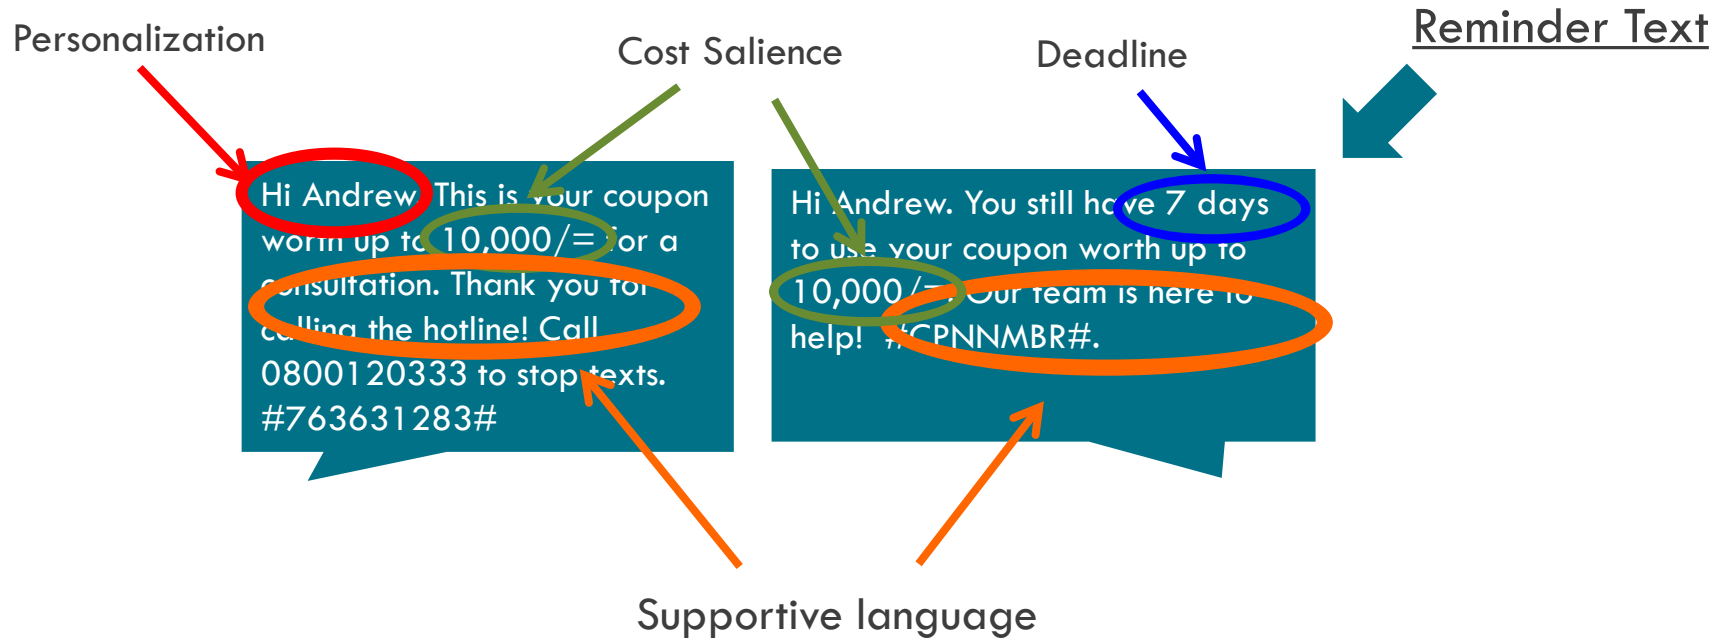 Reminder Text
Personalization
Cost Salience
Deadline
Hi Andrew. This is your coupon
worth up to 10,000/= for a
consultation. Thank you for
calling the hotline! Call
0800120333 to stop texts.
#763631283#
Hi Andrew. You still have 7 days
to use your coupon worth up to
10,000/=. Our team is here to
help! #CPNNMBR#.
Supportive language